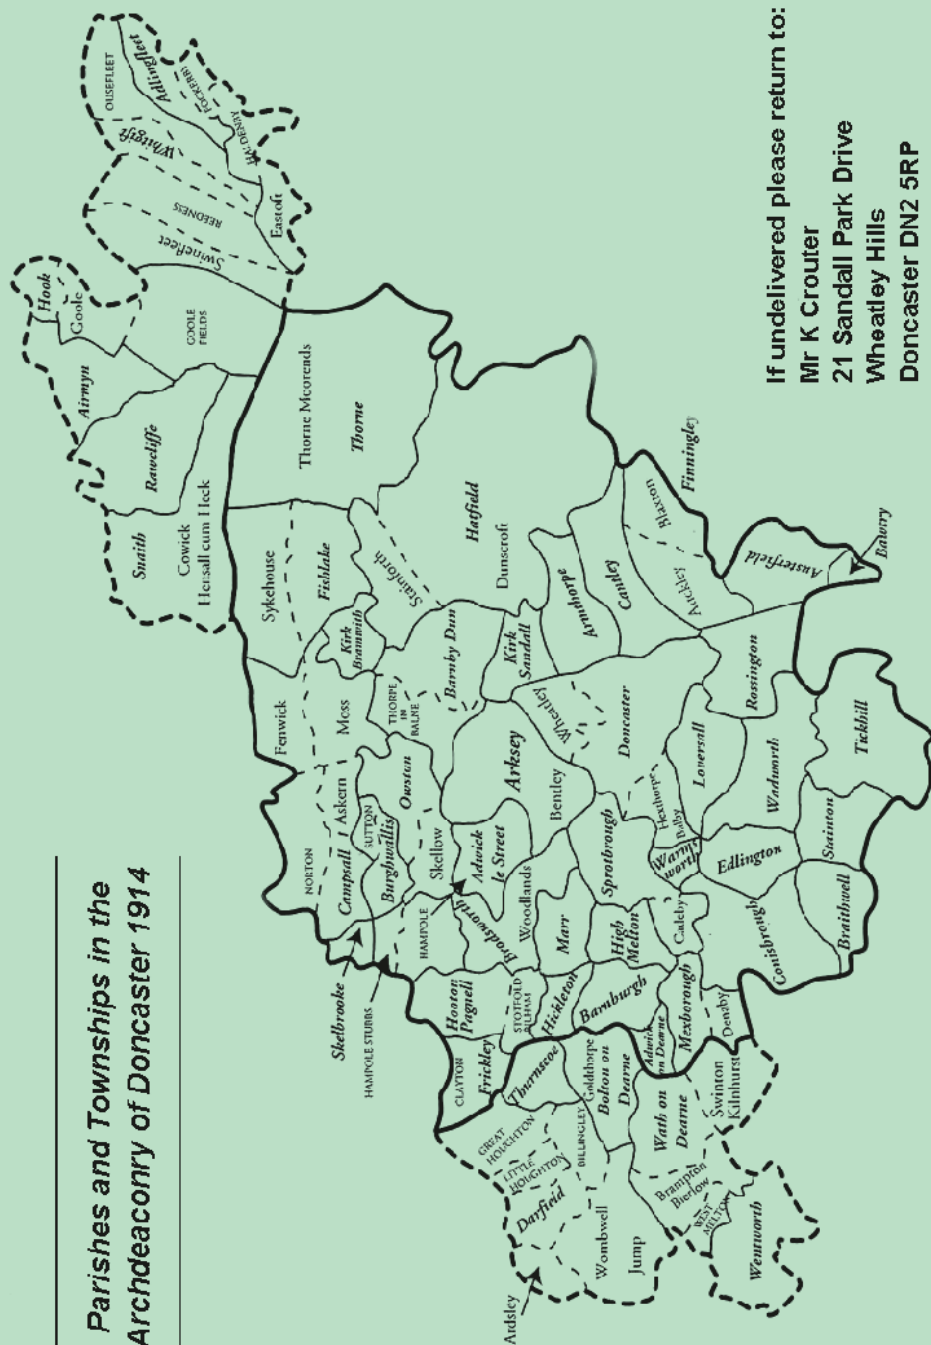 Parishes and Townships in the
Archdeaconry of Doncaster 1914
OUSEFLEET
Adlingfleet
FOCKERBY
HALDENBY
Whitgift
REEDNESS
Eastoft
Swinefleet
Hook
Goole
GOOLE
FIELDS
Airmyn
Rawcliffe
Snaith
Cowick
Hensall cum Heck
Thorne Moorends
Thorne
Sykehouse
Fishlake
Stainforth
Hatfield
Dunscroft
Kirk
Bramwith
Fenwick
Moss
THORPE
IN
BALNE
Barnby Dun
Kirk
Sandall
Armthorpe
Cantley
Blaxton
Finningley
Auckley
Austerfield
Bawtry
NORTON
Askern
Campsall
SUTTON
Burghwallis
Owston
Skellow
Skelbrooke
HAMPOLE STUBBS
HAMPOLE
Adwick
le Street
Arksey
Bentley
Wheatley
Doncaster
Hexthorpe
Balby
Loversall
Rossington
Wadworth
Tickhill
Stainton
Braithwell
Edlington
Conisbrough
Warms
worth
Sprotbrough
Woodlands
Brodsworth
Marr
High
Melton
Cadeby
Hooton
Pagnell
STOTFOLD
BILHAM
Hickleton
Barnburgh
Adwick
on Dearne
Mexborough
Denaby
CLAYTON
Frickley
Thurnscoe
Goldthorpe
Bolton on
Dearne
Wath on
Dearne
Swinton
Kilnhurst
GREAT
HOUGHTON
LITTLE
HOUGHTON
BILLINGLEY
Darfield
Wombwell
Jump
Ardsley
Brampton
Bierlow
WEST
MELTON
Wentworth
If undelivered please return to:
Mr K Crouter
21 Sandall Park Drive
Wheatley Hills
Doncaster DN2 5RP